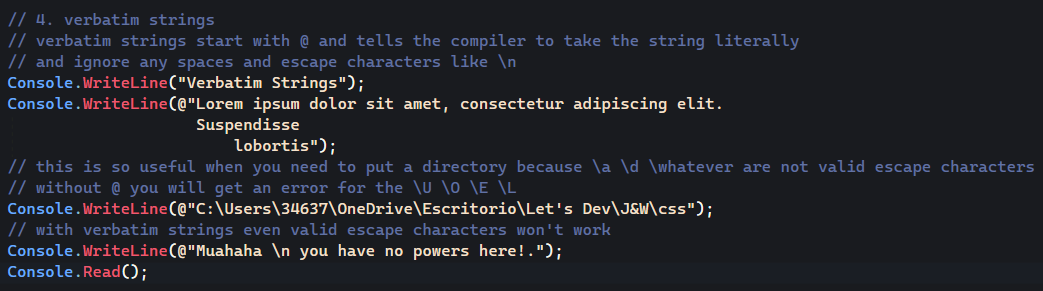 // 4. verbatim strings
// verbatim strings start with @ and tells the compiler to take the string literally
// and ignore any spaces and escape characters like \n
Console.WriteLine("Verbatim Strings");
Console.WriteLine(@"Lorem ipsum dolor sit amet, consectetur adipiscing elit.
                    Suspendisse
                        lobortis");
// this is so useful when you need to put a directory because \a \d \whatever are not valid escape characters
// without @ you will get an error for the \U \O \E \L
Console.WriteLine(@"C:\Users\34637\OneDrive\Escritorio\Let's Dev\J&W\css");
// with verbatim strings even valid escape characters won't work
Console.WriteLine(@"Muahaha \n you have no powers here!.");
Console.Read();